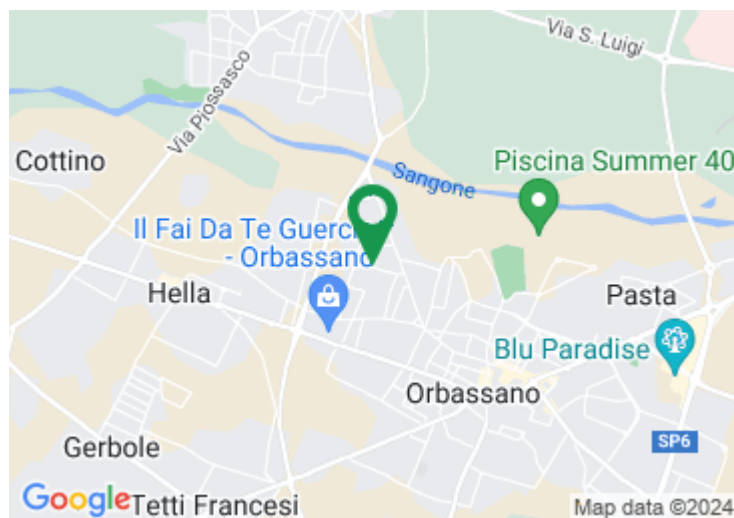 Via S. Luigi
Via Piossasco
Cottino
Sangone
Piscina Summer 40
Il Fai Da Te Guerci
- Orbassano
Hella
Pasta
Blu Paradise
Orbassano
SP6
Gerbole
Google
Tetti Francesi
Map data ©2024